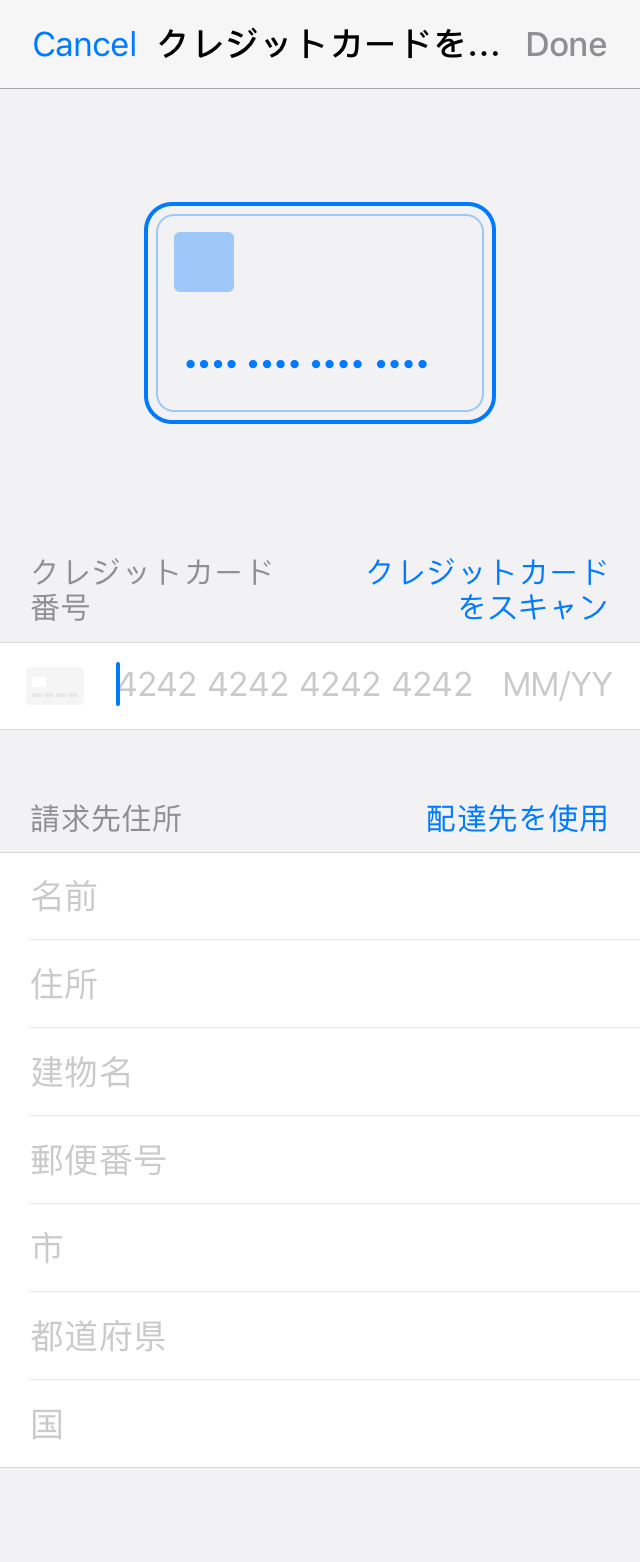 Cancel クレジットカードを... Done
クレジットカード
番号
クレジットカード
をスキャン
4242 4242 4242 4242 MM/YY
請求先住所 配達先を使用
名前
住所
建物名
郵便番号
市
都道府県
国